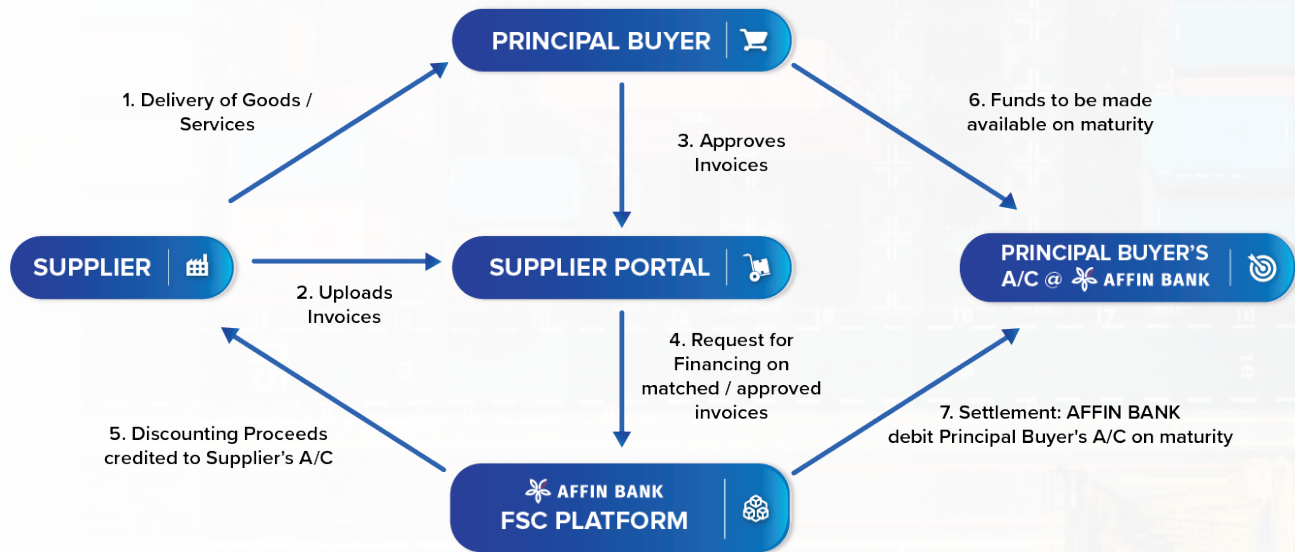 PRINCIPAL BUYER
1. Delivery of Goods /
Services
6. Funds to be made
available on maturity
3. Approves
Invoices
SUPPLIER
SUPPLIER PORTAL
PRINCIPAL BUYER'S
A/C @ AFFIN BANK
2. Uploads
Invoices
4. Request for
Financing on
matched / approved
invoices
5. Discounting Proceeds
credited to Supplier's A/C
7. Settlement: AFFIN BANK
debit Principal Buyer's A/C on maturity
AFFIN BANK
FSC PLATFORM